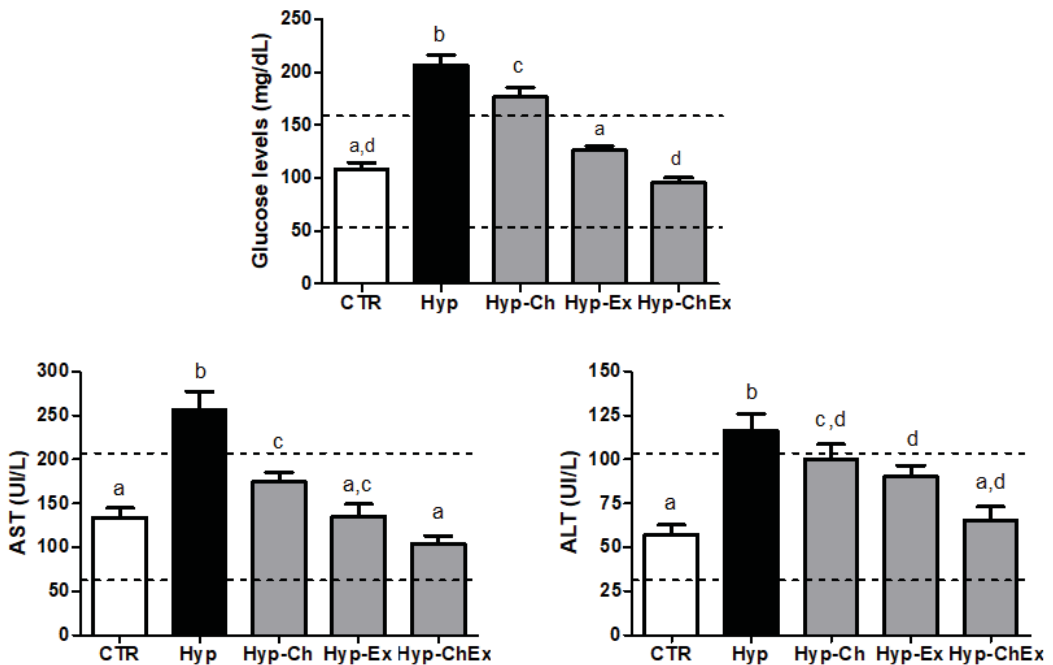 Glucose levels (mg/dL)
250
200
150
100
50
0
a,d
b
c
a
d
CTR Hyp Hyp-Ch Hyp-Ex Hyp-ChEx
AST (UI/L)
300
250
200
150
100
50
0
a
b
c
a,c
a
CTR Hyp Hyp-Ch Hyp-Ex Hyp-ChEx
ALT (UI/L)
150
125
100
75
50
25
0
a
b
c,d
d
a,d
CTR Hyp Hyp-Ch Hyp-Ex Hyp-ChEx